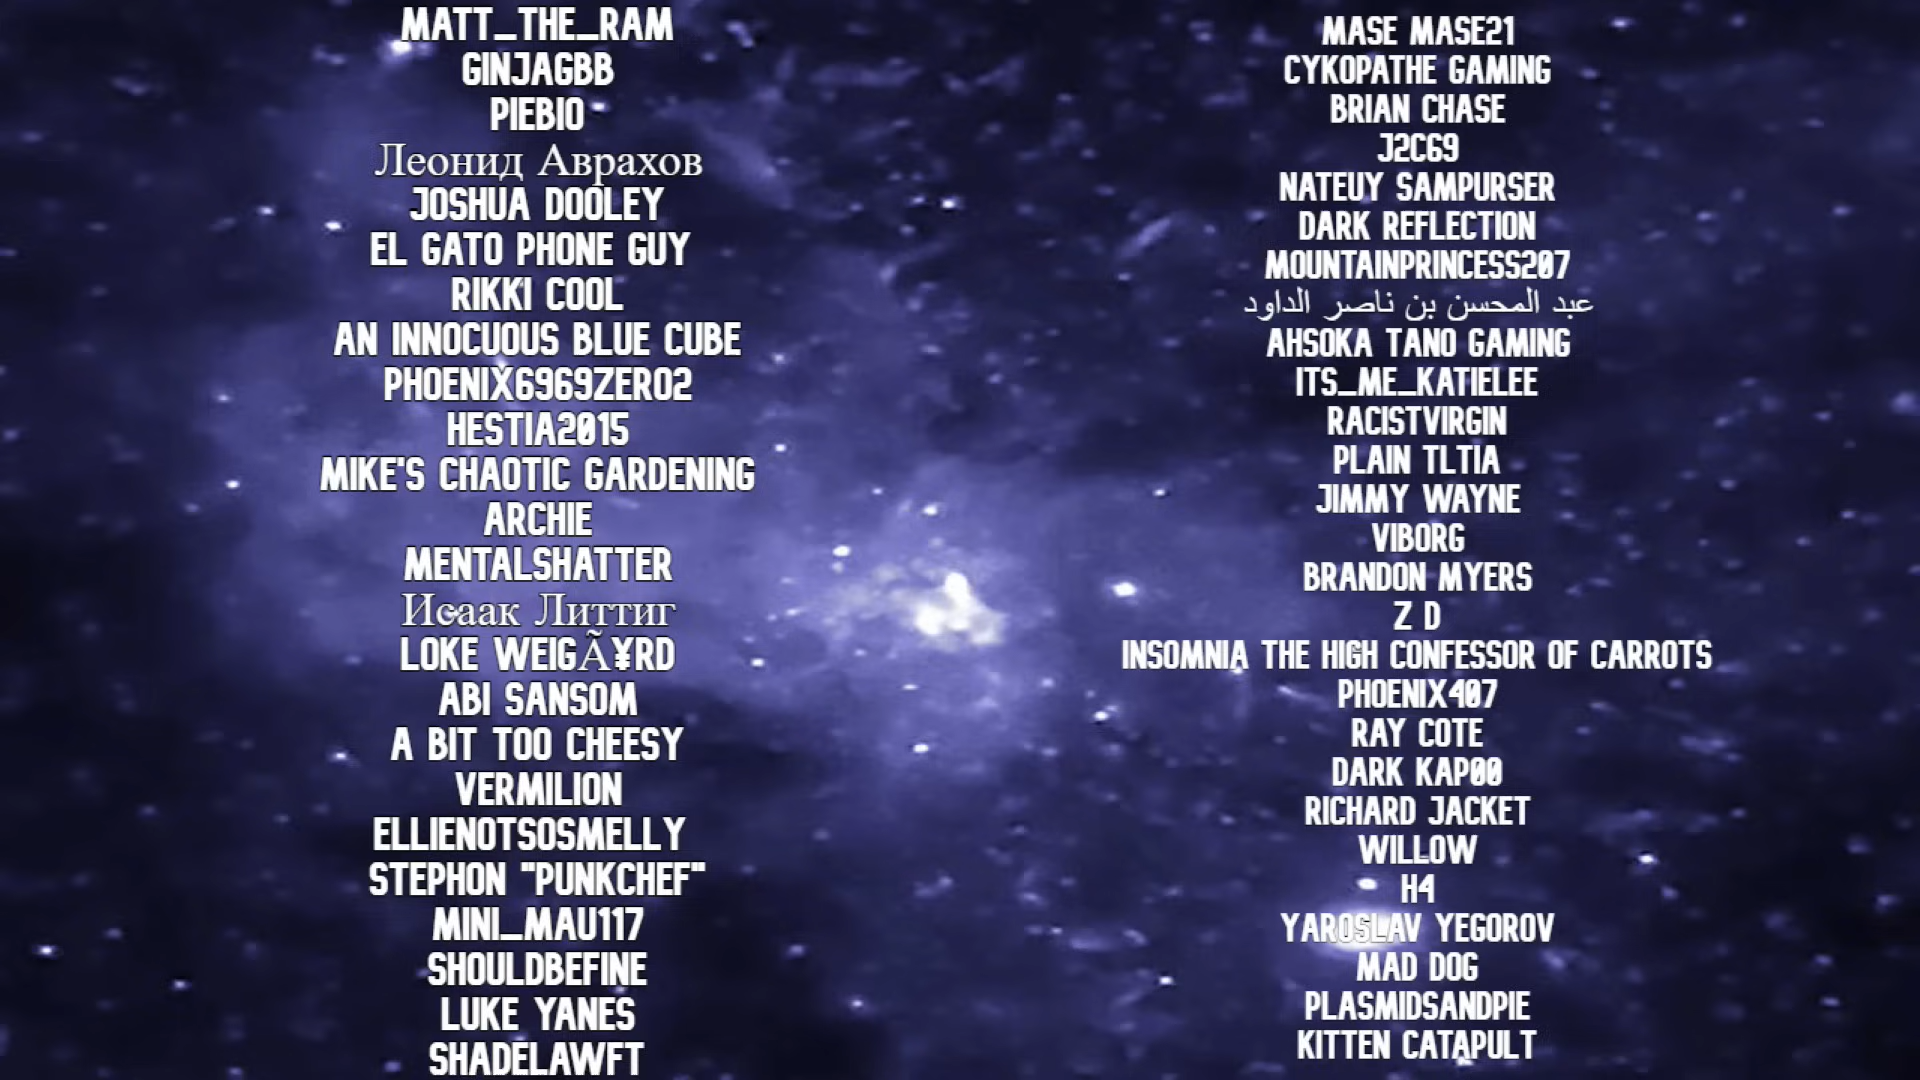 MATT_THE_RAM
GINJAGBB
PIEBIO
Леонид Аврахов
JOSHUA DOOLEY
EL GATO PHONE GUY
RIKKI COOL
AN INNOCUOUS BLUE CUBE
PHOENIX6969ZERO2
HESTIA2015
MIKE'S CHAOTIC GARDENING
ARCHIE
MENTALSHATTER
Исаак Литтиг
LOKE WEIGÃ¥RD
ABI SANSOM
A BIT TOO CHEESY
VERMILION
ELLIENOTSOSMELLY
STEPHON "PUNKCHEF"
MINI_MAU117
SHOULDBEFINE
LUKE YANES
SHADELAWFT
MASE MASE21
CYKOPATHE GAMING
BRIAN CHASE
J2C69
NATEUY SAMPURSER
DARK REFLECTION
MOUNTAINPRINCESS207
عبد المحسن بن ناصر الداود
AHSOKA TANO GAMING
ITS_ME_KATIELEE
RACISTVIRGIN
PLAIN TLTIA
JIMMY WAYNE
VIBORG
BRANDON MYERS
Z D
INSOMNIA THE HIGH CONFESSOR OF CARROTS
PHOENIX407
RAY COTE
DARK KAP00
RICHARD JACKET
WILLOW
H4
YAROSLAV YEGOROV
MAD DOG
PLASMIDSANDPIE
KITTEN CATAPULT